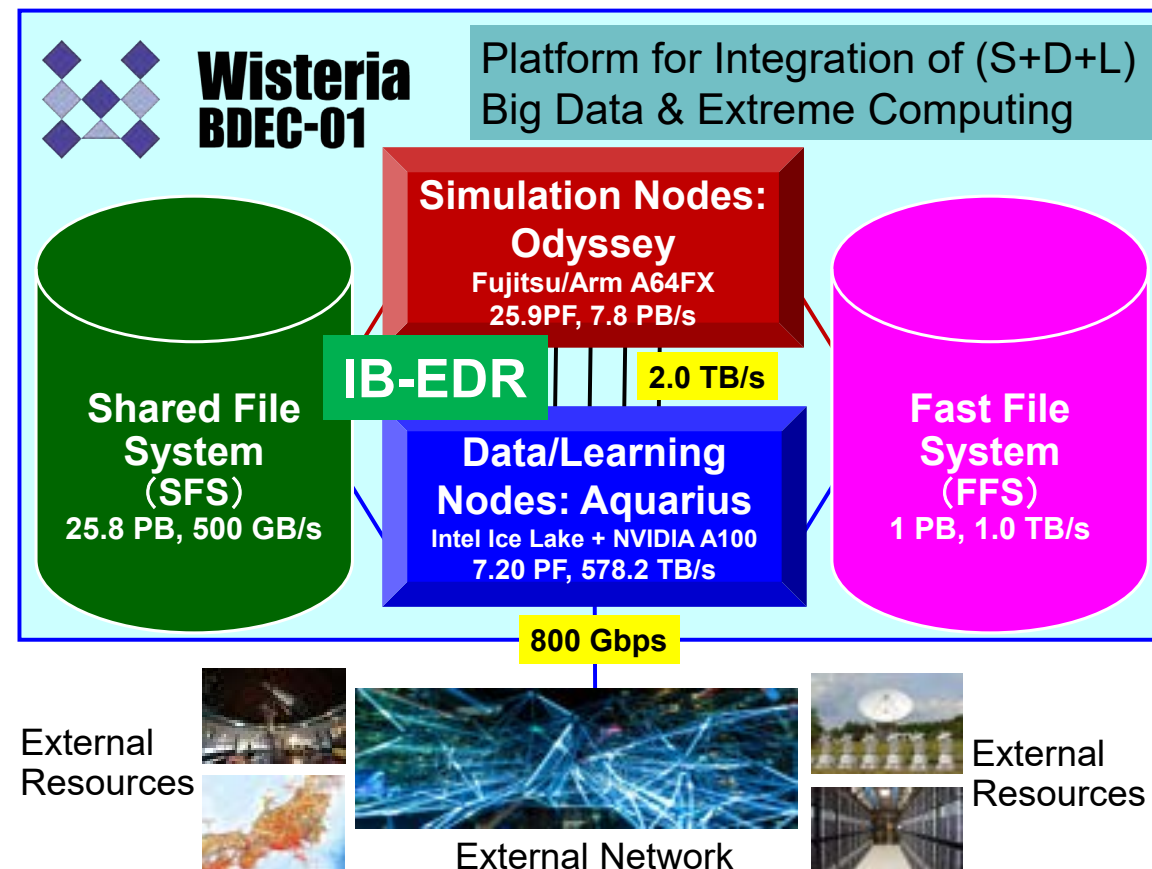 Wisteria
BDEC-01
Platform for Integration of (S+D+L)
Big Data & Extreme Computing
Simulation Nodes:
Odyssey
Fujitsu/Arm A64FX
25.9PF, 7.8 PB/s
IB-EDR
2.0 TB/s
Shared File
System
（SFS）
25.8 PB, 500 GB/s
Data/Learning
Nodes: Aquarius
Intel Ice Lake + NVIDIA A100
7.20 PF, 578.2 TB/s
Fast File
System
（FFS）
1 PB, 1.0 TB/s
800 Gbps
External
Resources
External
Resources
External Network